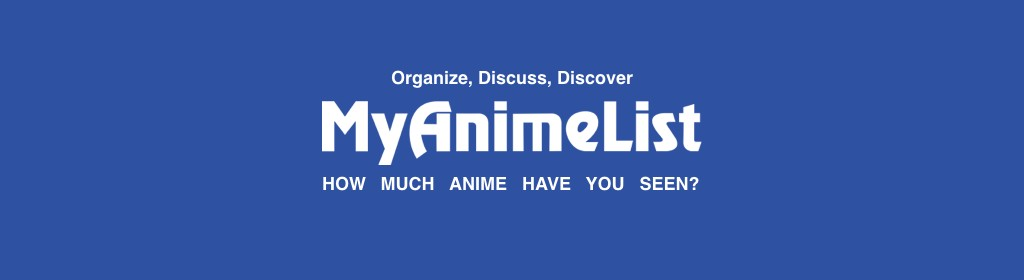 Organize, Discuss, Discover
MyAnimeList
HOW MUCH ANIME HAVE YOU SEEN?